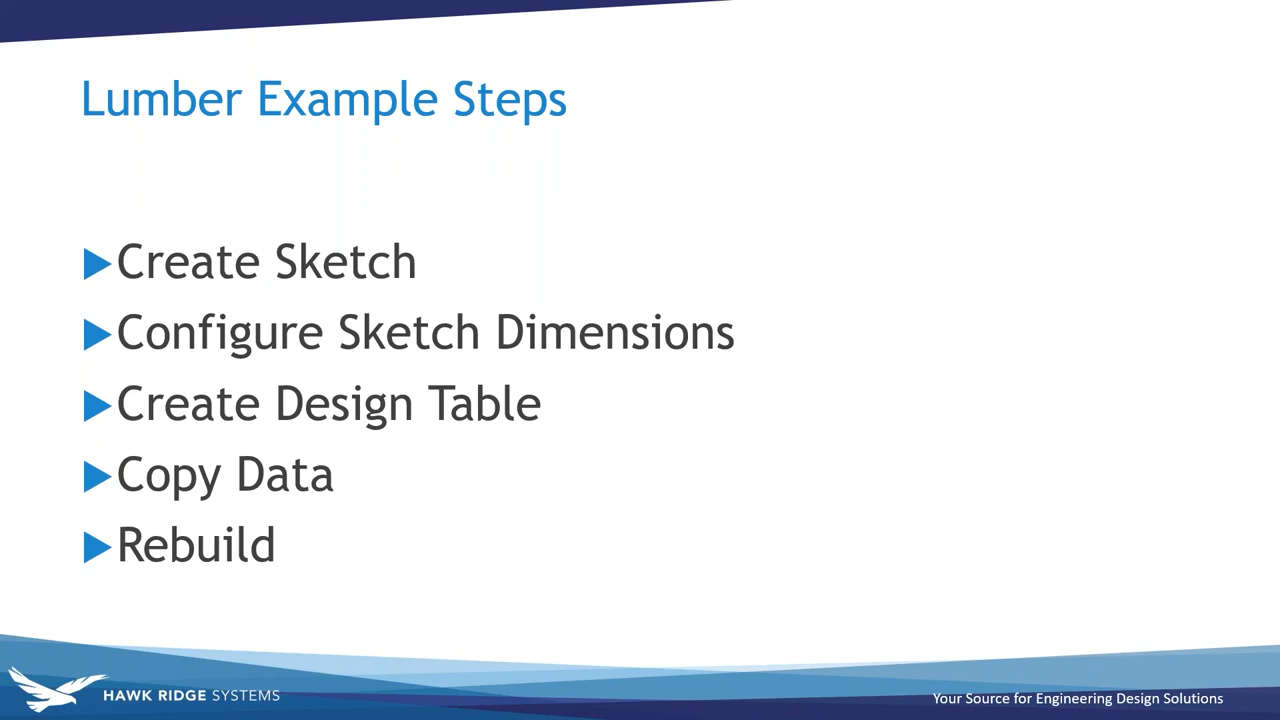 Lumber Example Steps
Create Sketch
Configure Sketch Dimensions
Create Design Table
Copy Data
Rebuild
HAWK RIDGE SYSTEMS
Your Source for Engineering Design Solutions